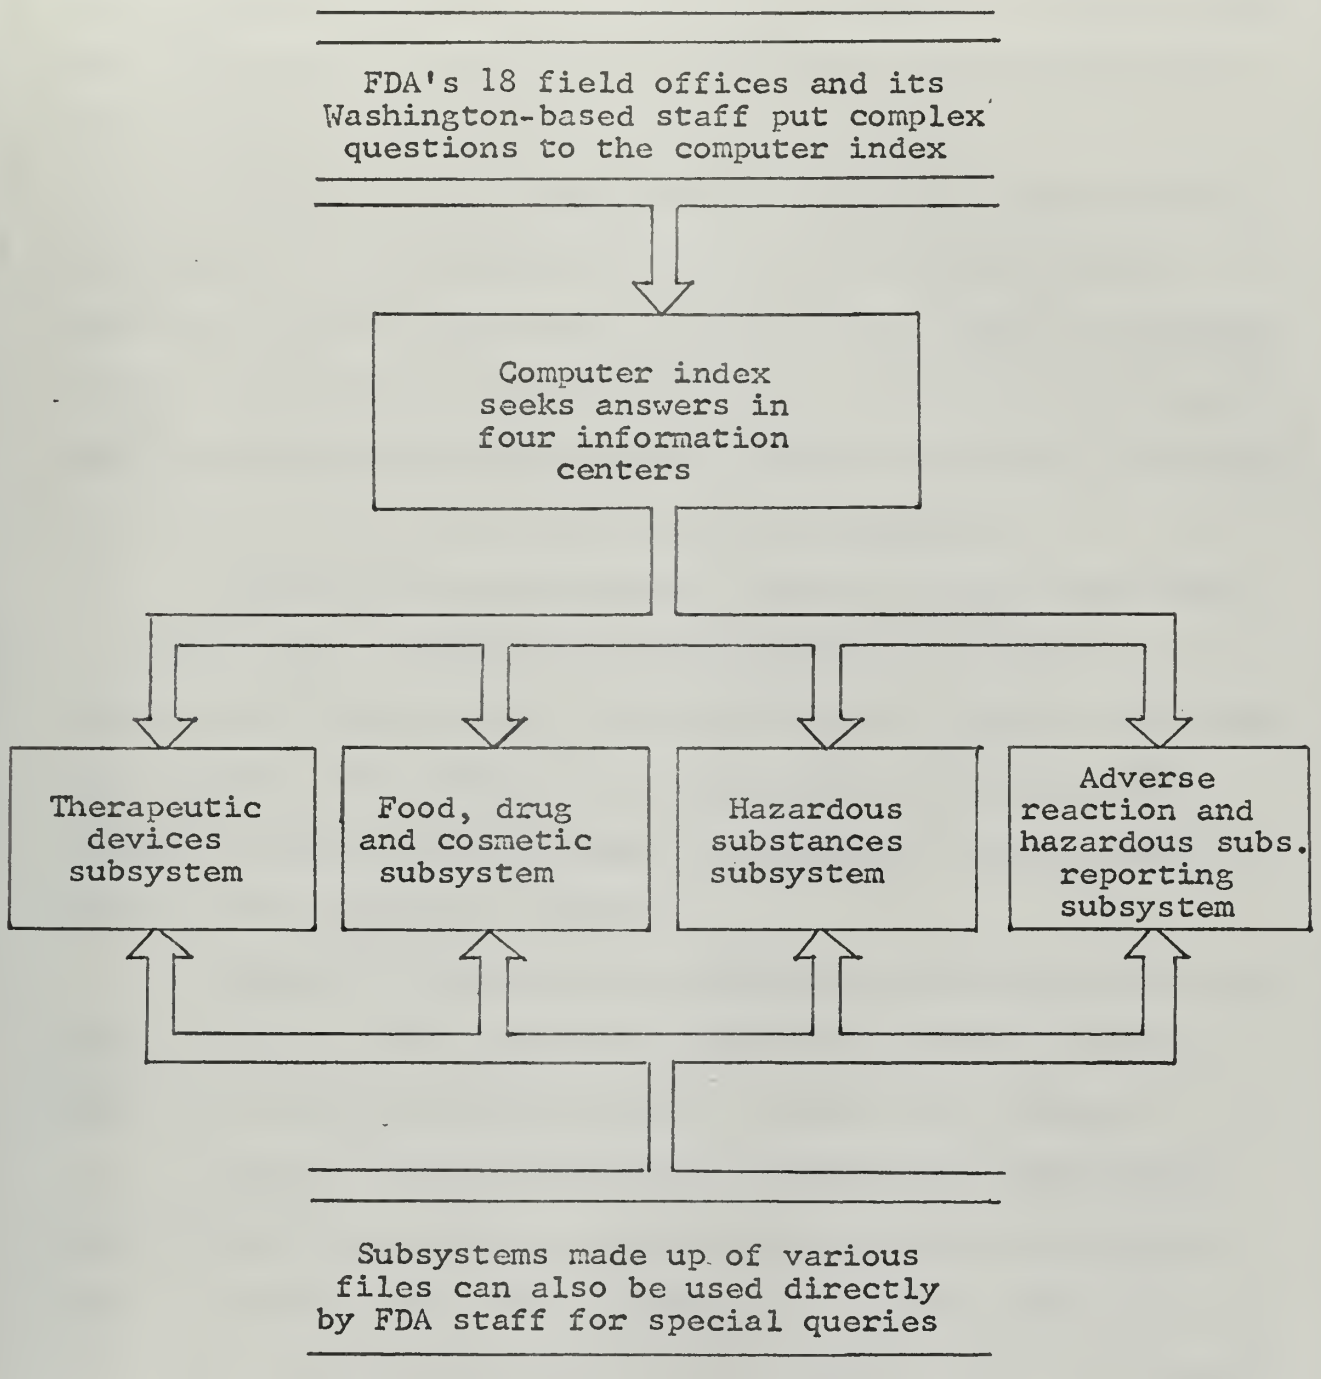 FDA's 18 field offices and its
Washington-based staff put complex
questions to the computer index
Computer index
seeks answers in
four information
centers
Therapeutic
devices
subsystem
Food, drug
and cosmetic
subsystem
Hazardous
substances
subsystem
Adverse
reaction and
hazardous subs.
reporting
subsystem
Subsystems made up of various
files can also be used directly
by FDA staff for special queries